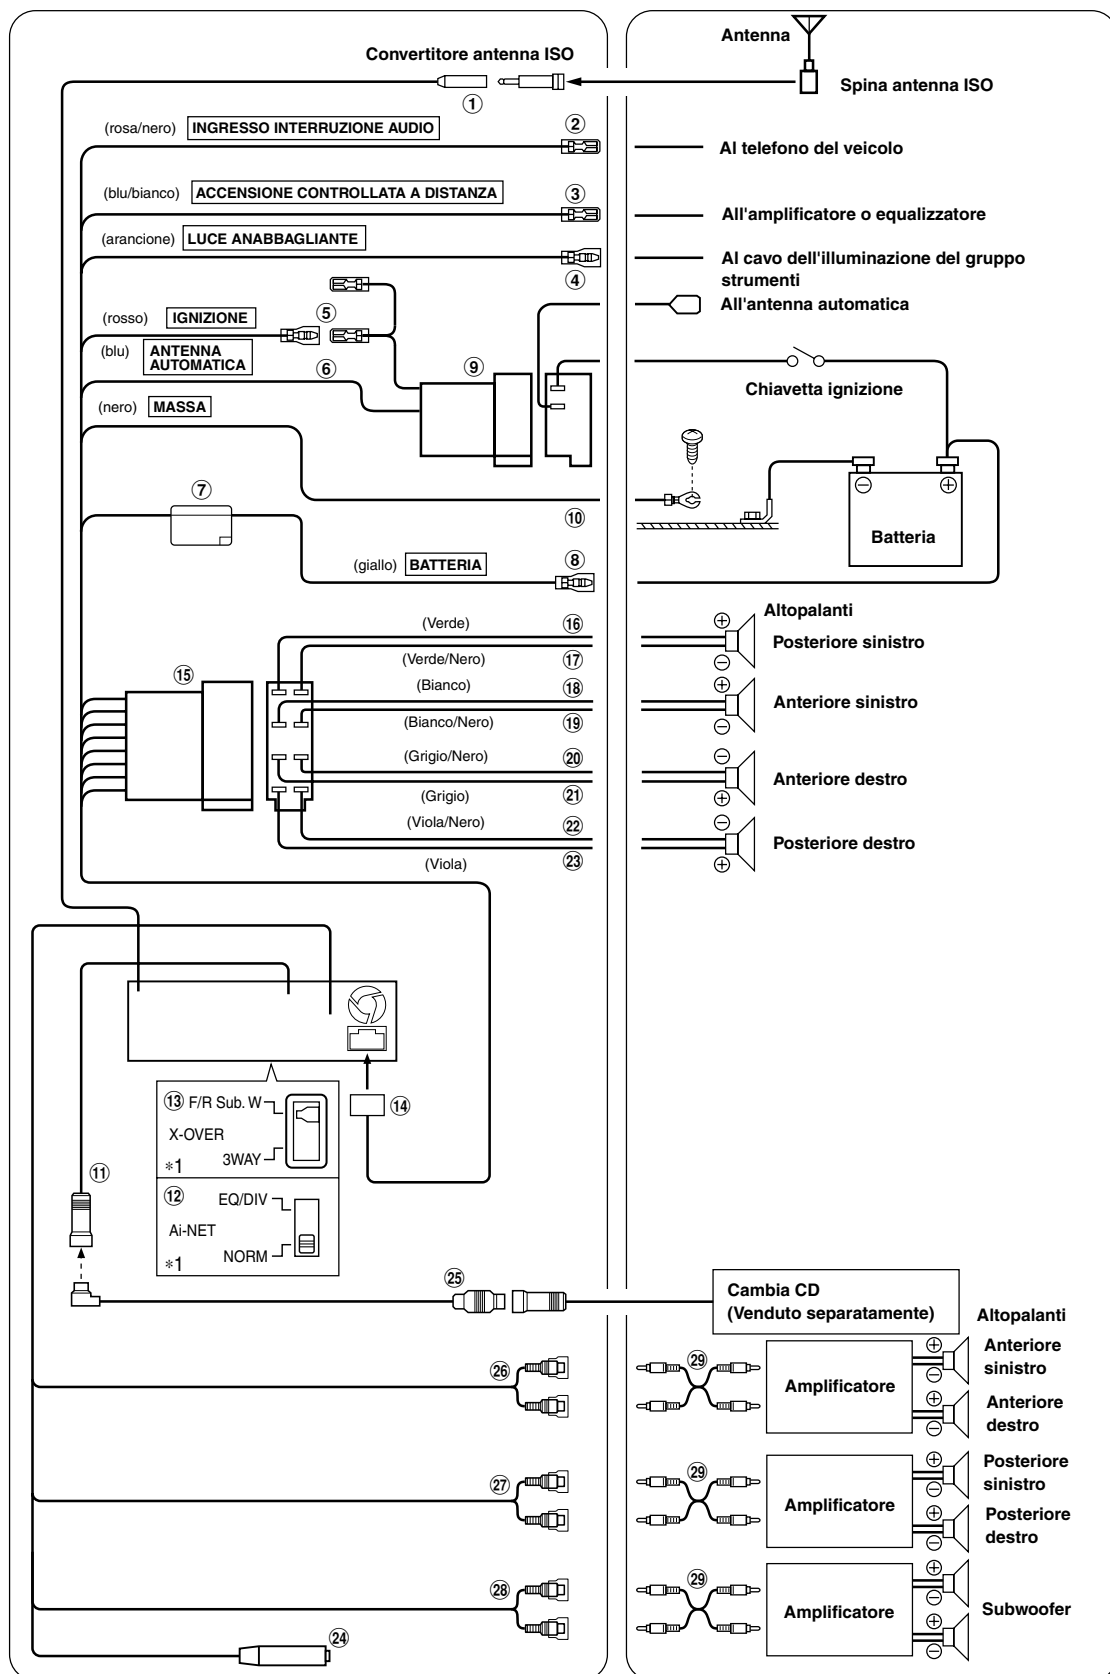 Antenna
Convertitore antenna ISO
Spina antenna ISO
①
(rosa/nero) INGRESSO INTERRUZIONE AUDIO ②
Al telefono del veicolo
(blu/bianco) ACCENSIONE CONTROLLATA A DISTANZA ③
All'amplificatore o equalizzatore
(arancione) LUCE ANABBAGLIANTE
④
Al cavo dell'illuminazione del gruppo
strumenti
All'antenna automatica
(rosso) IGNIZIONE ⑤
(blu) ANTENNA
AUTOMATICA
⑥
⑨
Chiavetta ignizione
(nero) MASSA
⑦
⑩
⊖ ⊕
Batteria
(giallo) BATTERIA ⑧
Altopalanti
(Verde) ⑯
⊕
Posteriore sinistro
(Verde/Nero) ⑰
⊖
⑮
(Bianco) ⑱
⊕
Anteriore sinistro
(Bianco/Nero) ⑲
⊖
(Grigio/Nero) ⑳
⊖
Anteriore destro
(Grigio) ㉑
⊕
(Viola/Nero) ㉒
⊖
Posteriore destro
(Viola) ㉓
⊕
⑬ F/R Sub. W
X-OVER
3WAY
*1
⑭
⑪
⑫ EQ/DIV
Ai-NET
NORM
*1
㉕
Cambia CD
(Venduto separatamente)
Altopalanti
㉖
㉙
Amplificatore
⊕
⊖
Anteriore
sinistro
⊕
⊖
Anteriore
destro
㉗
㉙
Amplificatore
⊕
⊖
Posteriore
sinistro
⊕
⊖
Posteriore
destro
㉘
㉙
Amplificatore
⊕
⊖
Subwoofer
⊕
⊖
㉔